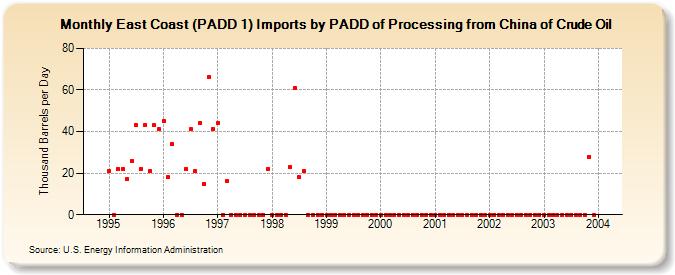 Monthly East Coast (PADD 1) Imports by PADD of Processing from China of Crude Oil
Thousand Barrels per Day
80
60
40
20
0
1995 1996 1997 1998 1999 2000 2001 2002 2003 2004
Source: U.S. Energy Information Administration